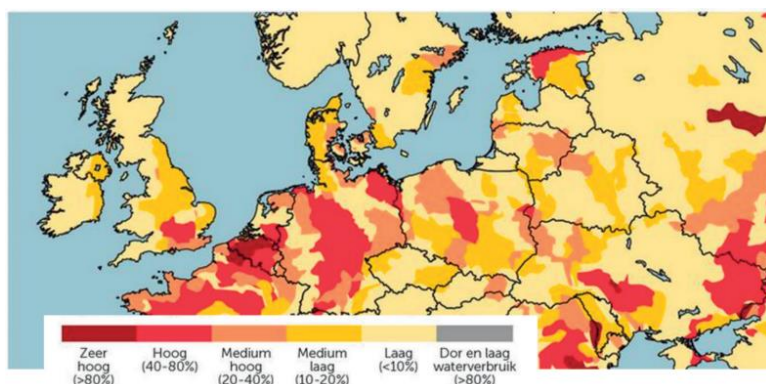 Zeer
hoog
(>80%)
Hoog
(40-80%)
Medium
hoog
(20-40%)
Medium
laag
(10-20%)
Laag
(<10%)
Dor en laag
waterverbruik
(>80%)